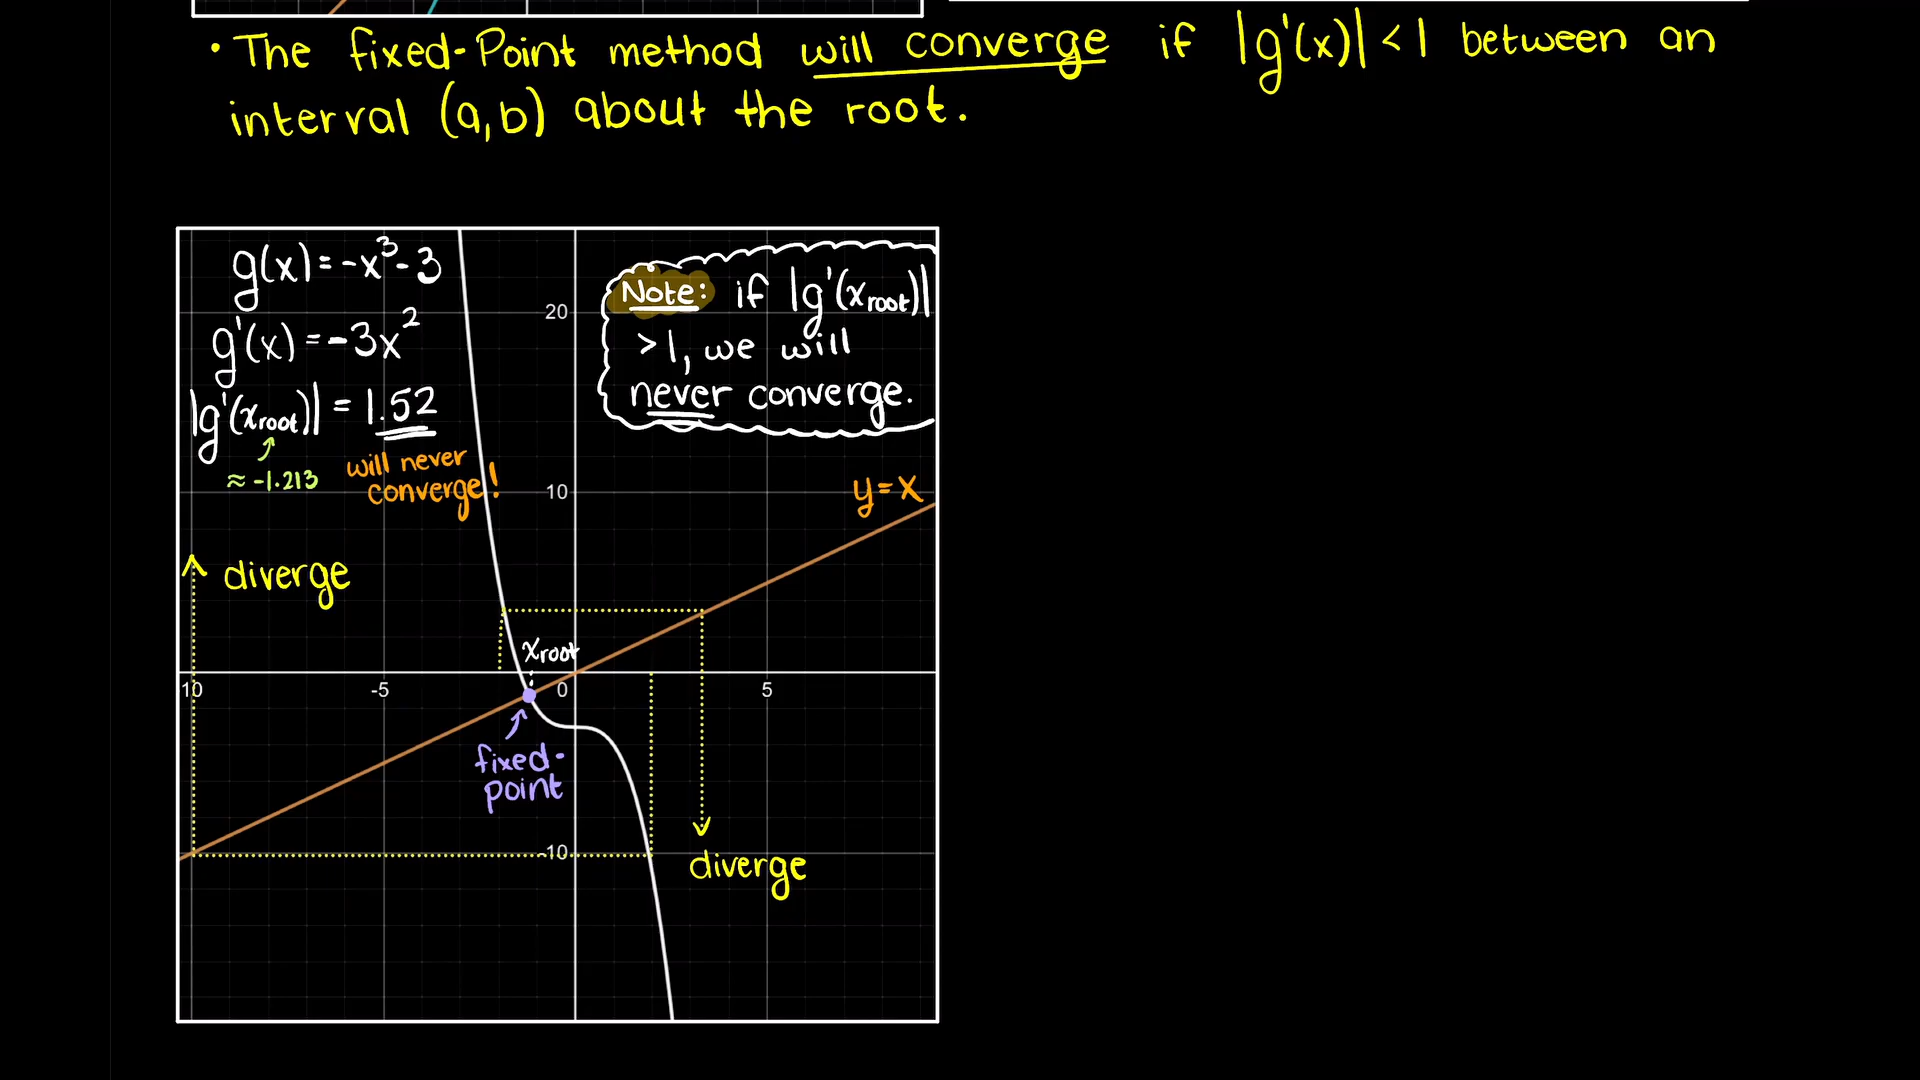 • The fixed-Point method will converge if |g'(x)| < 1 between an
interval (a,b) about the root.
g(x) = -x³-3
g'(x) = -3x²
|g'(xroot)| = 1.52
≈ -1.213
will never
converge!
Note: if |g'(xroot)|
>1, we will
never converge.
20
10
y=x
diverge
xroot
10
-5
0
5
fixed-
point
-10
diverge